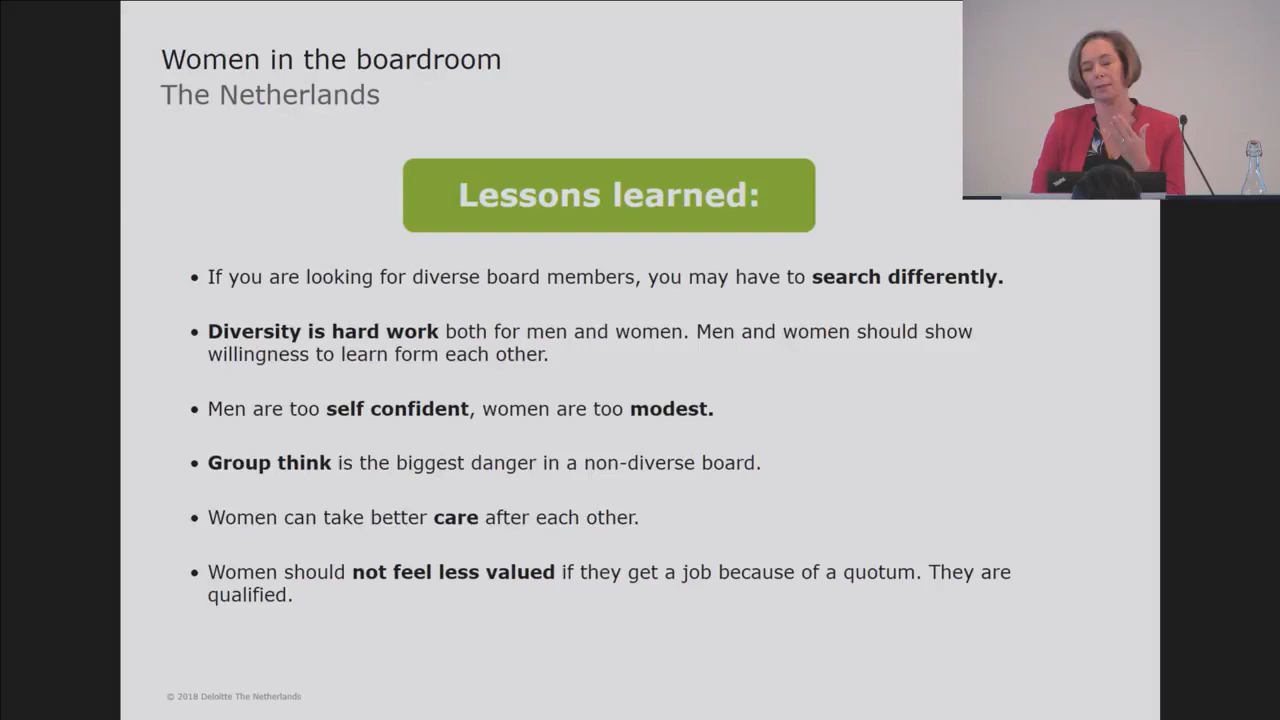 Women in the boardroom
The Netherlands
Lessons learned:
• If you are looking for diverse board members, you may have to search differently.
• Diversity is hard work both for men and women. Men and women should show
willingness to learn form each other.
• Men are too self confident, women are too modest.
• Group think is the biggest danger in a non-diverse board.
• Women can take better care after each other.
• Women should not feel less valued if they get a job because of a quotum. They are
qualified.
© 2018 Deloitte The Netherlands